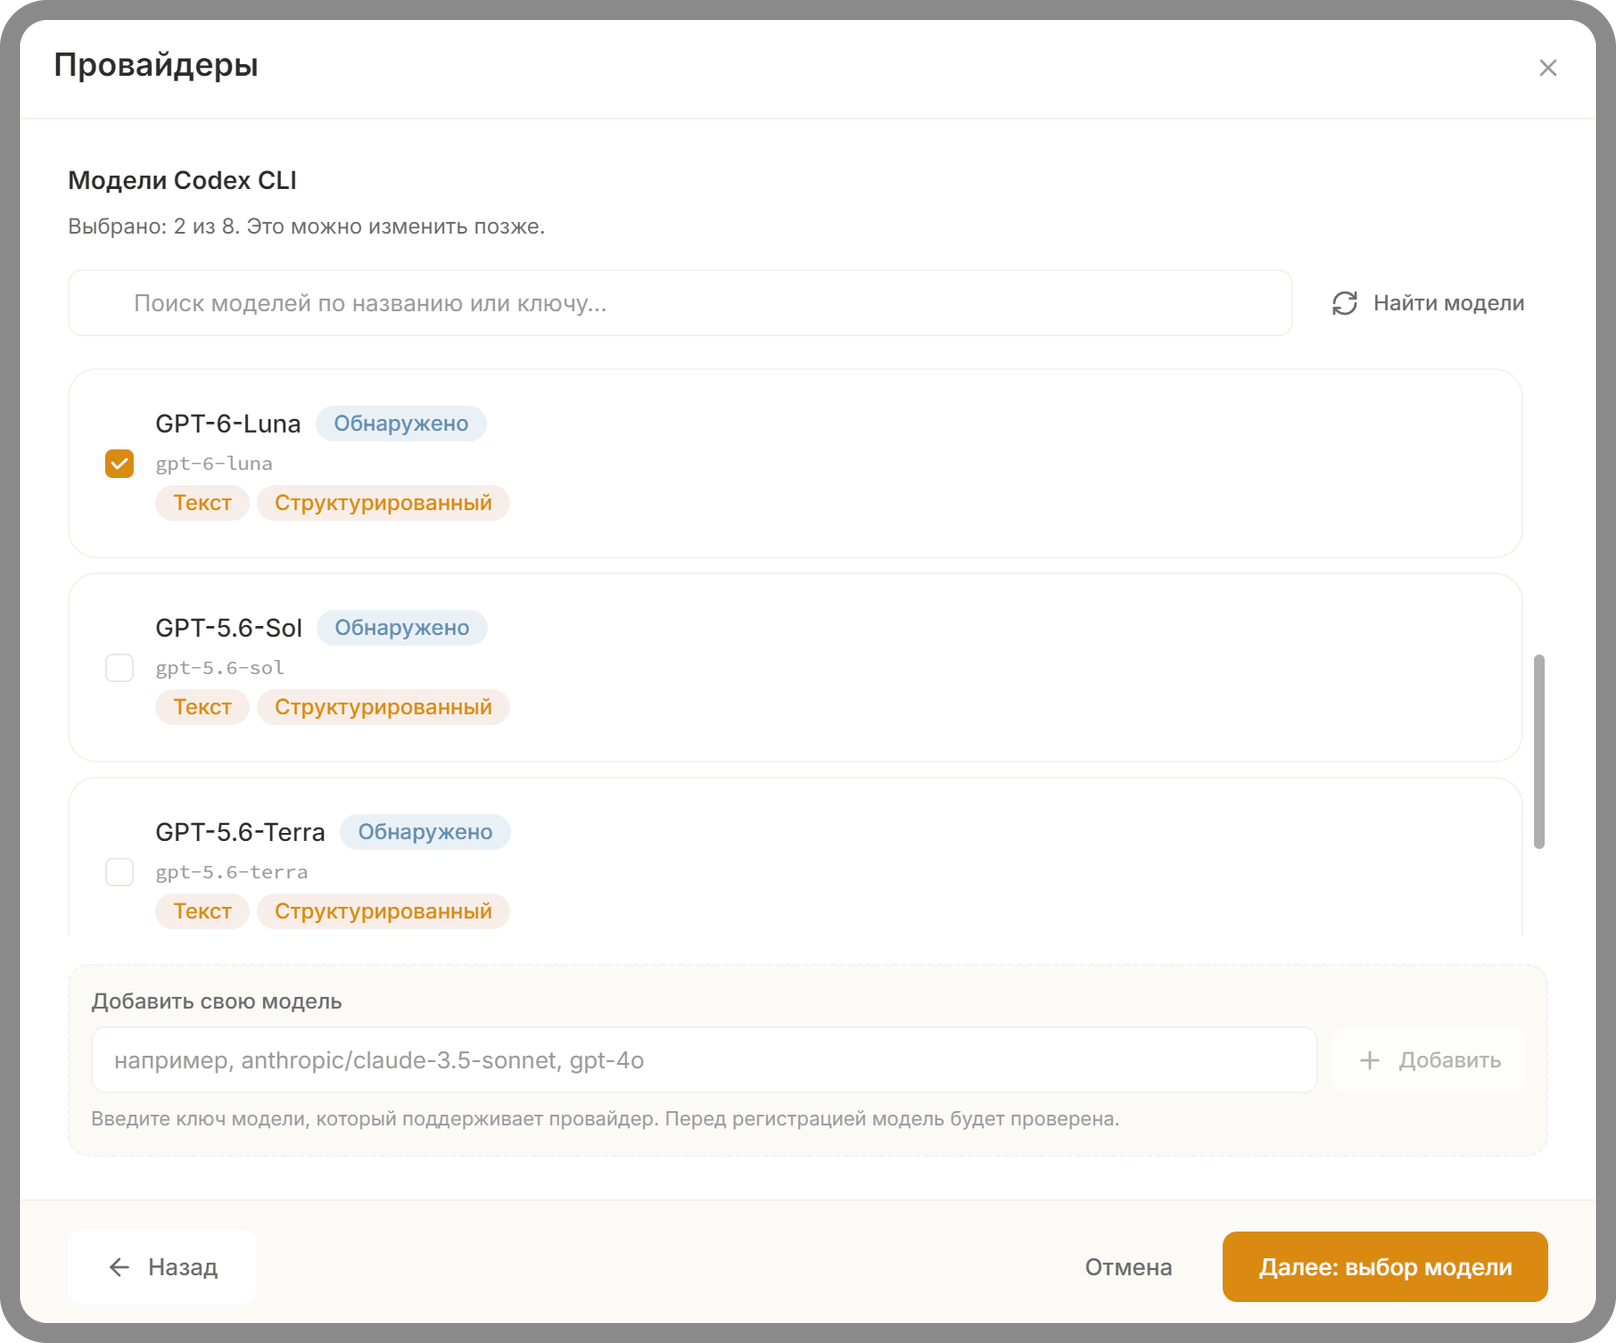 Провайдеры
Модели Codex CLI
Выбрано: 2 из 8. Это можно изменить позже.
Поиск моделей по названию или ключу...
Найти модели
GPT-6-Luna Обнаружено
gpt-6-luna
Текст Структурированный
GPT-5.6-Sol Обнаружено
gpt-5.6-sol
Текст Структурированный
GPT-5.6-Terra Обнаружено
gpt-5.6-terra
Текст Структурированный
Добавить свою модель
например, anthropic/claude-3.5-sonnet, gpt-4o
Добавить
Введите ключ модели, который поддерживает провайдер. Перед регистрацией модель будет проверена.
Назад
Отмена
Далее: выбор модели